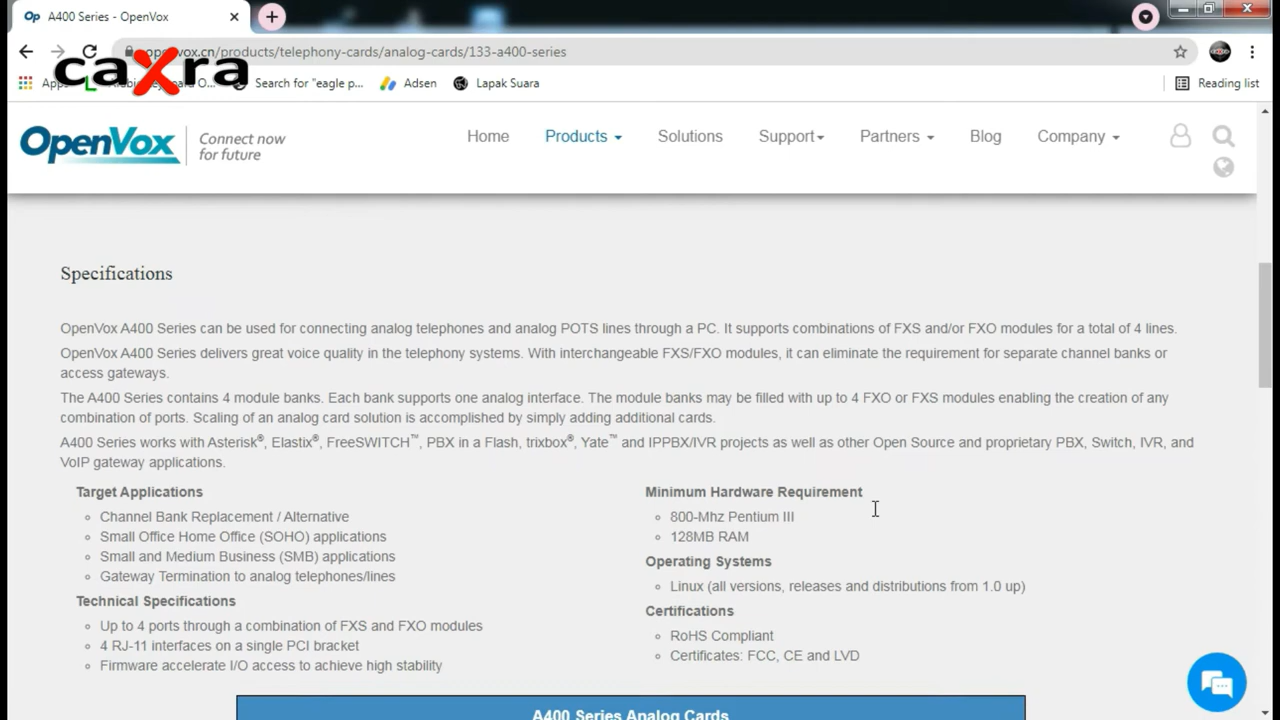 Op A400 Series - OpenVox
vox.cn/products/telephony-cards/analog-cards/133-a400-series
caXra
Apps
O... Search for "eagle p... Adsen Lapak Suara Reading list
OpenVox Connect now
for future
Home Products Solutions Support Partners Blog Company
Specifications
OpenVox A400 Series can be used for connecting analog telephones and analog POTS lines through a PC. It supports combinations of FXS and/or FXO modules for a total of 4 lines.
OpenVox A400 Series delivers great voice quality in the telephony systems. With interchangeable FXS/FXO modules, it can eliminate the requirement for separate channel banks or
access gateways.
The A400 Series contains 4 module banks. Each bank supports one analog interface. The module banks may be filled with up to 4 FXO or FXS modules enabling the creation of any
combination of ports. Scaling of an analog card solution is accomplished by simply adding additional cards.
A400 Series works with Asterisk®, Elastix®, FreeSWITCH™, PBX in a Flash, trixbox®, Yate™ and IPPBX/IVR projects as well as other Open Source and proprietary PBX, Switch, IVR, and
VoIP gateway applications.
Target Applications
Channel Bank Replacement / Alternative
Small Office Home Office (SOHO) applications
Small and Medium Business (SMB) applications
Gateway Termination to analog telephones/lines
Technical Specifications
Up to 4 ports through a combination of FXS and FXO modules
4 RJ-11 interfaces on a single PCI bracket
Firmware accelerate I/O access to achieve high stability
Minimum Hardware Requirement
800-Mhz Pentium III
128MB RAM
Operating Systems
Linux (all versions, releases and distributions from 1.0 up)
Certifications
RoHS Compliant
Certificates: FCC, CE and LVD
A400 Series Analog Cards